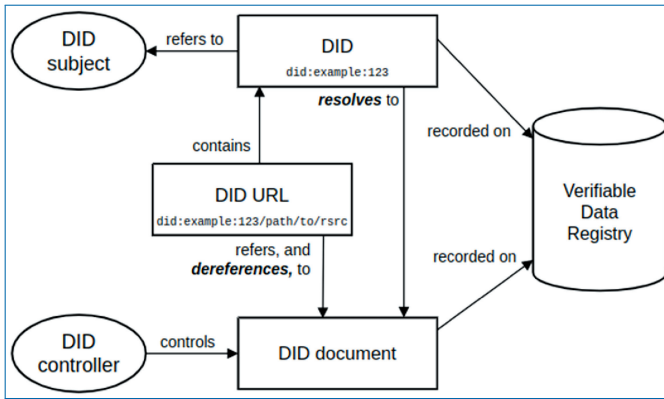 DID
subject
refers to
DID
did:example:123
resolves to
recorded on
contains
DID URL
did:example:123/path/to/rsrc
Verifiable
Data
Registry
refers, and
dereferences, to
recorded on
DID
controller
controls
DID document